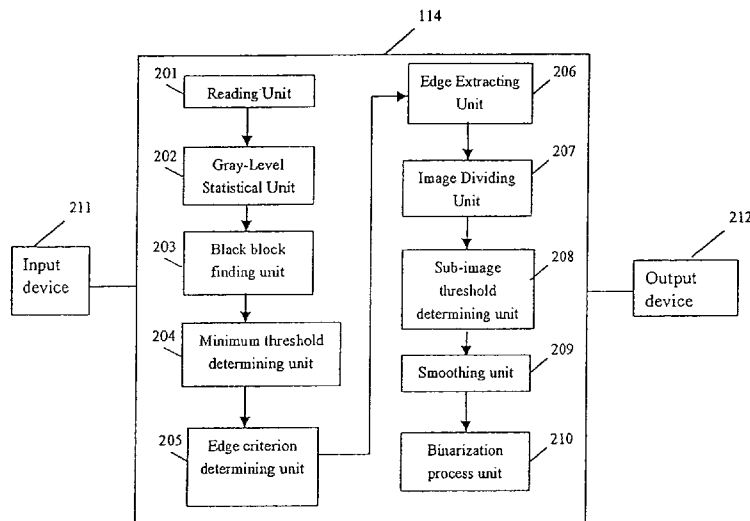 114
211
Input
device
201
Reading Unit
202
Gray-Level
Statistical Unit
203
Black block
finding unit
204
Minimum threshold
determining unit
205
Edge criterion
determining unit
206
Edge Extracting
Unit
207
Image Dividing
Unit
208
Sub-image
threshold
determining unit
209
Smoothing unit
210
Binarization
process unit
212
Output
device